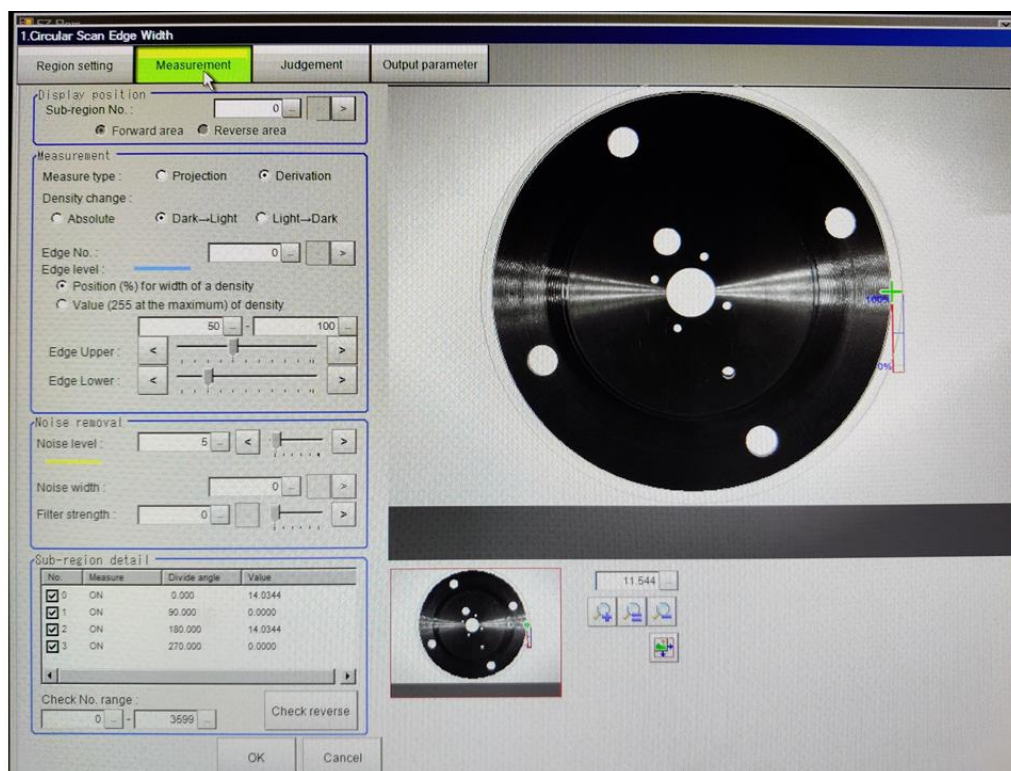 1.Circular Scan Edge Width
Region setting
Measurement
Judgement
Output parameter
Display position
Sub-region No. :
0
...
>
Forward area
Reverse area
Measurement
Measure type :
Projection
Derivation
Density change :
Absolute
Dark→Light
Light→Dark
Edge No. :
0
...
>
Edge level :
Position (%) for width of a density
Value (255 at the maximum) of density
50
...
-
100
...
Edge Upper :
<
>
Edge Lower :
<
>
Noise removal
Noise level :
5
...
<
>
Noise width :
0
...
>
Filter strength :
0
...
>
Sub-region detail
No. Measure Divide angle Value
0 ON 0.000 14.0344
1 ON 90.000 0.0000
2 ON 180.000 14.0344
3 ON 270.000 0.0000
Check No. range :
0
...
-
3599
...
Check reverse
OK
Cancel
100%
0%
11.544
...